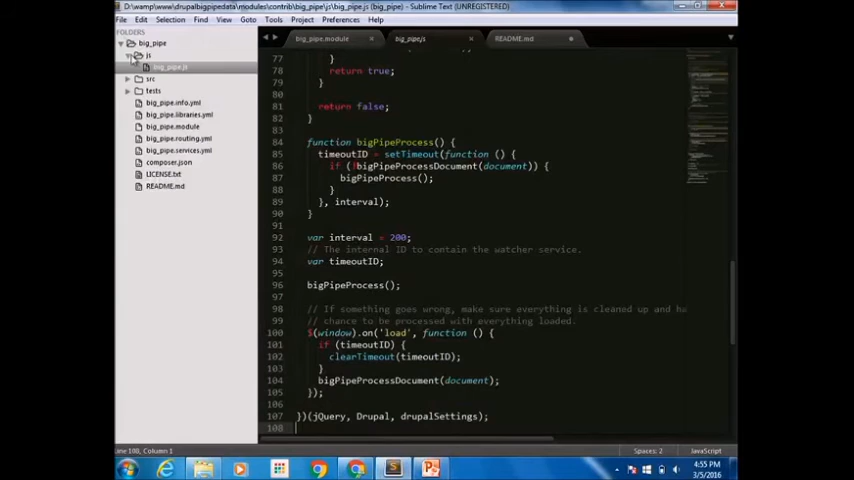 D:\wamp\www\drupalbigpipedata\modules\contrib\big_pipe\js\big_pipe.js (big_pipe) - Sublime Text (UNREGISTERED)
File Edit Selection Find View Goto Tools Project Preferences Help
FOLDERS
big_pipe
js
big_pipe.js
src
tests
big_pipe.info.yml
big_pipe.libraries.yml
big_pipe.module
big_pipe.routing.yml
big_pipe.services.yml
composer.json
LICENSE.txt
README.md
big_pipe.module
big_pipe.js
README.md
77 }
78 return true;
79 }
80
81 return false;
82 }
83
84 function bigPipeProcess() {
85 timeoutID = setTimeout(function () {
86 if (!bigPipeProcessDocument(document)) {
87 bigPipeProcess();
88 }
89 }, interval);
90 }
91
92 var interval = 200;
93 // The internal ID to contain the watcher service.
94 var timeoutID;
95
96 bigPipeProcess();
97
98 // If something goes wrong, make sure everything is cleaned up and ha
99 // chance to be processed with everything loaded.
100 $(window).on('load', function () {
101 if (timeoutID) {
102 clearTimeout(timeoutID);
103 }
104 bigPipeProcessDocument(document);
105 });
106
107 })(jQuery, Drupal, drupalSettings);
108
Line 108, Column 1
Spaces: 2
JavaScript
4:55 PM
3/5/2016